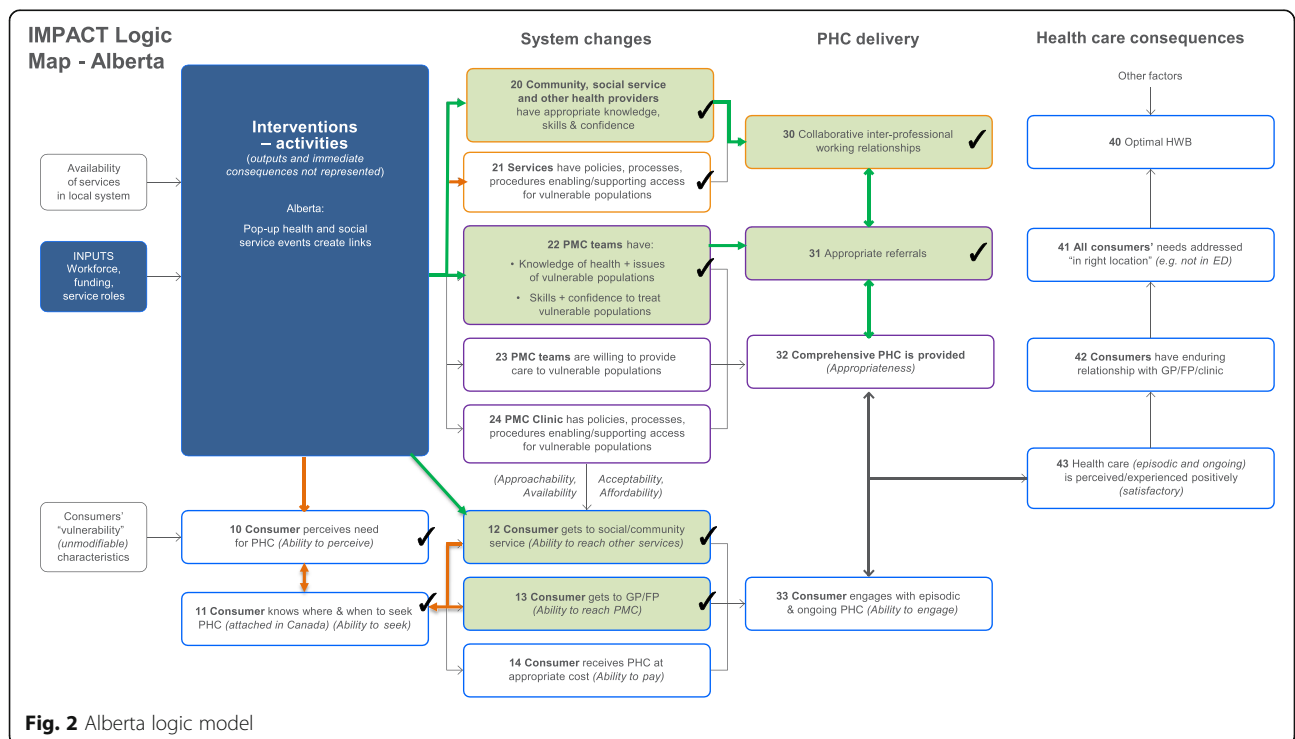 IMPACT Logic
Map - Alberta
System changes
PHC delivery
Health care consequences
Interventions
– activities
(outputs and immediate
consequences not represented)
Alberta:
Pop-up health and social
service events create links
Availability
of services
in local system
INPUTS
Workforce,
funding,
service roles
Consumers’
“vulnerability”
(unmodifiable)
characteristics
10 Consumer perceives need
for PHC (Ability to perceive)
11 Consumer knows where & when to seek
PHC (attached in Canada) (Ability to seek)
20 Community, social service
and other health providers
have appropriate knowledge,
skills & confidence
21 Services have policies, processes,
procedures enabling/supporting access
for vulnerable populations
22 PMC teams have:
• Knowledge of health + issues
of vulnerable populations
• Skills + confidence to treat
vulnerable populations
23 PMC teams are willing to provide
care to vulnerable populations
24 PMC Clinic has policies, processes,
procedures enabling/supporting access
for vulnerable populations
(Approachability, Acceptability,
Availability Affordability)
12 Consumer gets to social/community
service (Ability to reach other services)
13 Consumer gets to GP/FP
(Ability to reach PMC)
14 Consumer receives PHC at
appropriate cost (Ability to pay)
30 Collaborative inter-professional
working relationships
31 Appropriate referrals
32 Comprehensive PHC is provided
(Appropriateness)
33 Consumer engages with episodic
& ongoing PHC (Ability to engage)
Other factors
40 Optimal HWB
41 All consumers’ needs addressed
“in right location” (e.g. not in ED)
42 Consumers have enduring
relationship with GP/FP/clinic
43 Health care (episodic and ongoing)
is perceived/experienced positively
(satisfactory)
Fig. 2 Alberta logic model